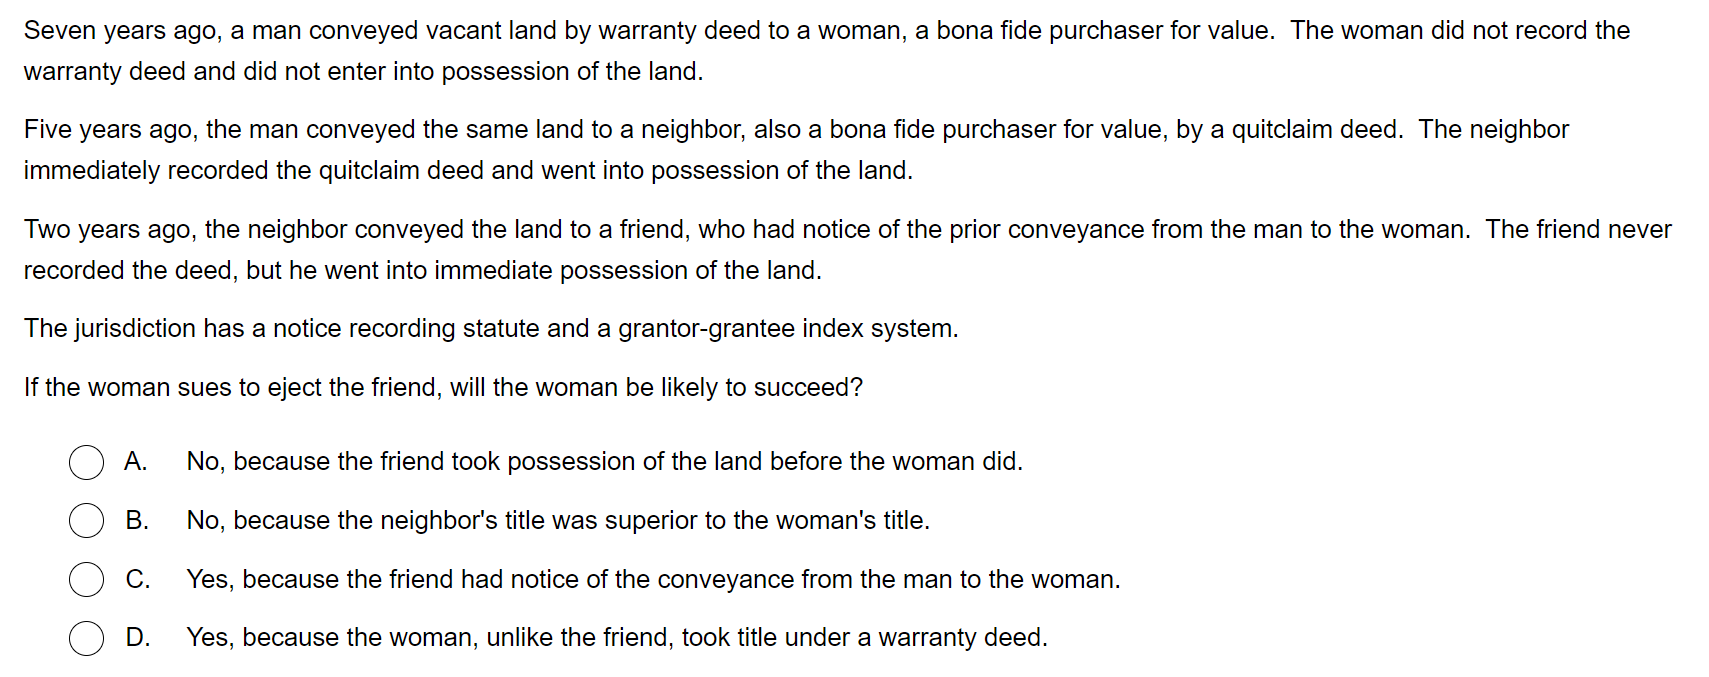 Seven years ago, a man conveyed vacant land by warranty deed to a woman, a bona fide purchaser for value.  The woman did not record the
warranty deed and did not enter into possession of the land.
Five years ago, the man conveyed the same land to a neighbor, also a bona fide purchaser for value, by a quitclaim deed.  The neighbor
immediately recorded the quitclaim deed and went into possession of the land.
Two years ago, the neighbor conveyed the land to a friend, who had notice of the prior conveyance from the man to the woman.  The friend never
recorded the deed, but he went into immediate possession of the land.
The jurisdiction has a notice recording statute and a grantor-grantee index system.
If the woman sues to eject the friend, will the woman be likely to succeed?
A. No, because the friend took possession of the land before the woman did.
B. No, because the neighbor's title was superior to the woman's title.
C. Yes, because the friend had notice of the conveyance from the man to the woman.
D. Yes, because the woman, unlike the friend, took title under a warranty deed.